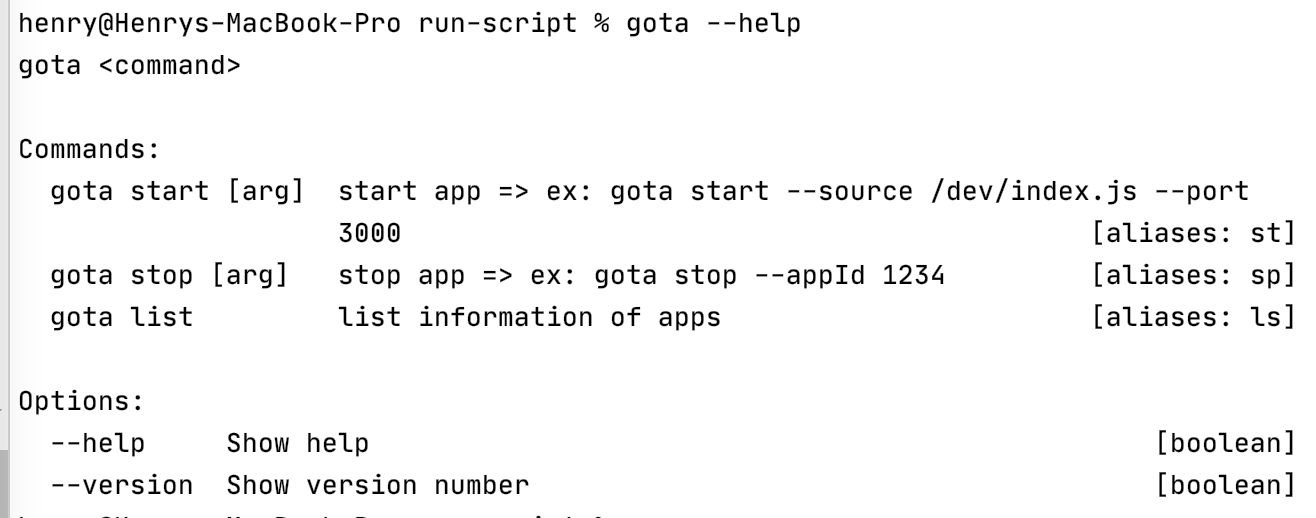 henry@Henrys-MacBook-Pro run-script % gota --help
gota <command>
Commands:
gota start [arg]  start app => ex: gota start --source /dev/index.js --port
3000 [aliases: st]
gota stop [arg]   stop app => ex: gota stop --appId 1234 [aliases: sp]
gota list         list information of apps [aliases: ls]
Options:
--help     Show help [boolean]
--version  Show version number [boolean]